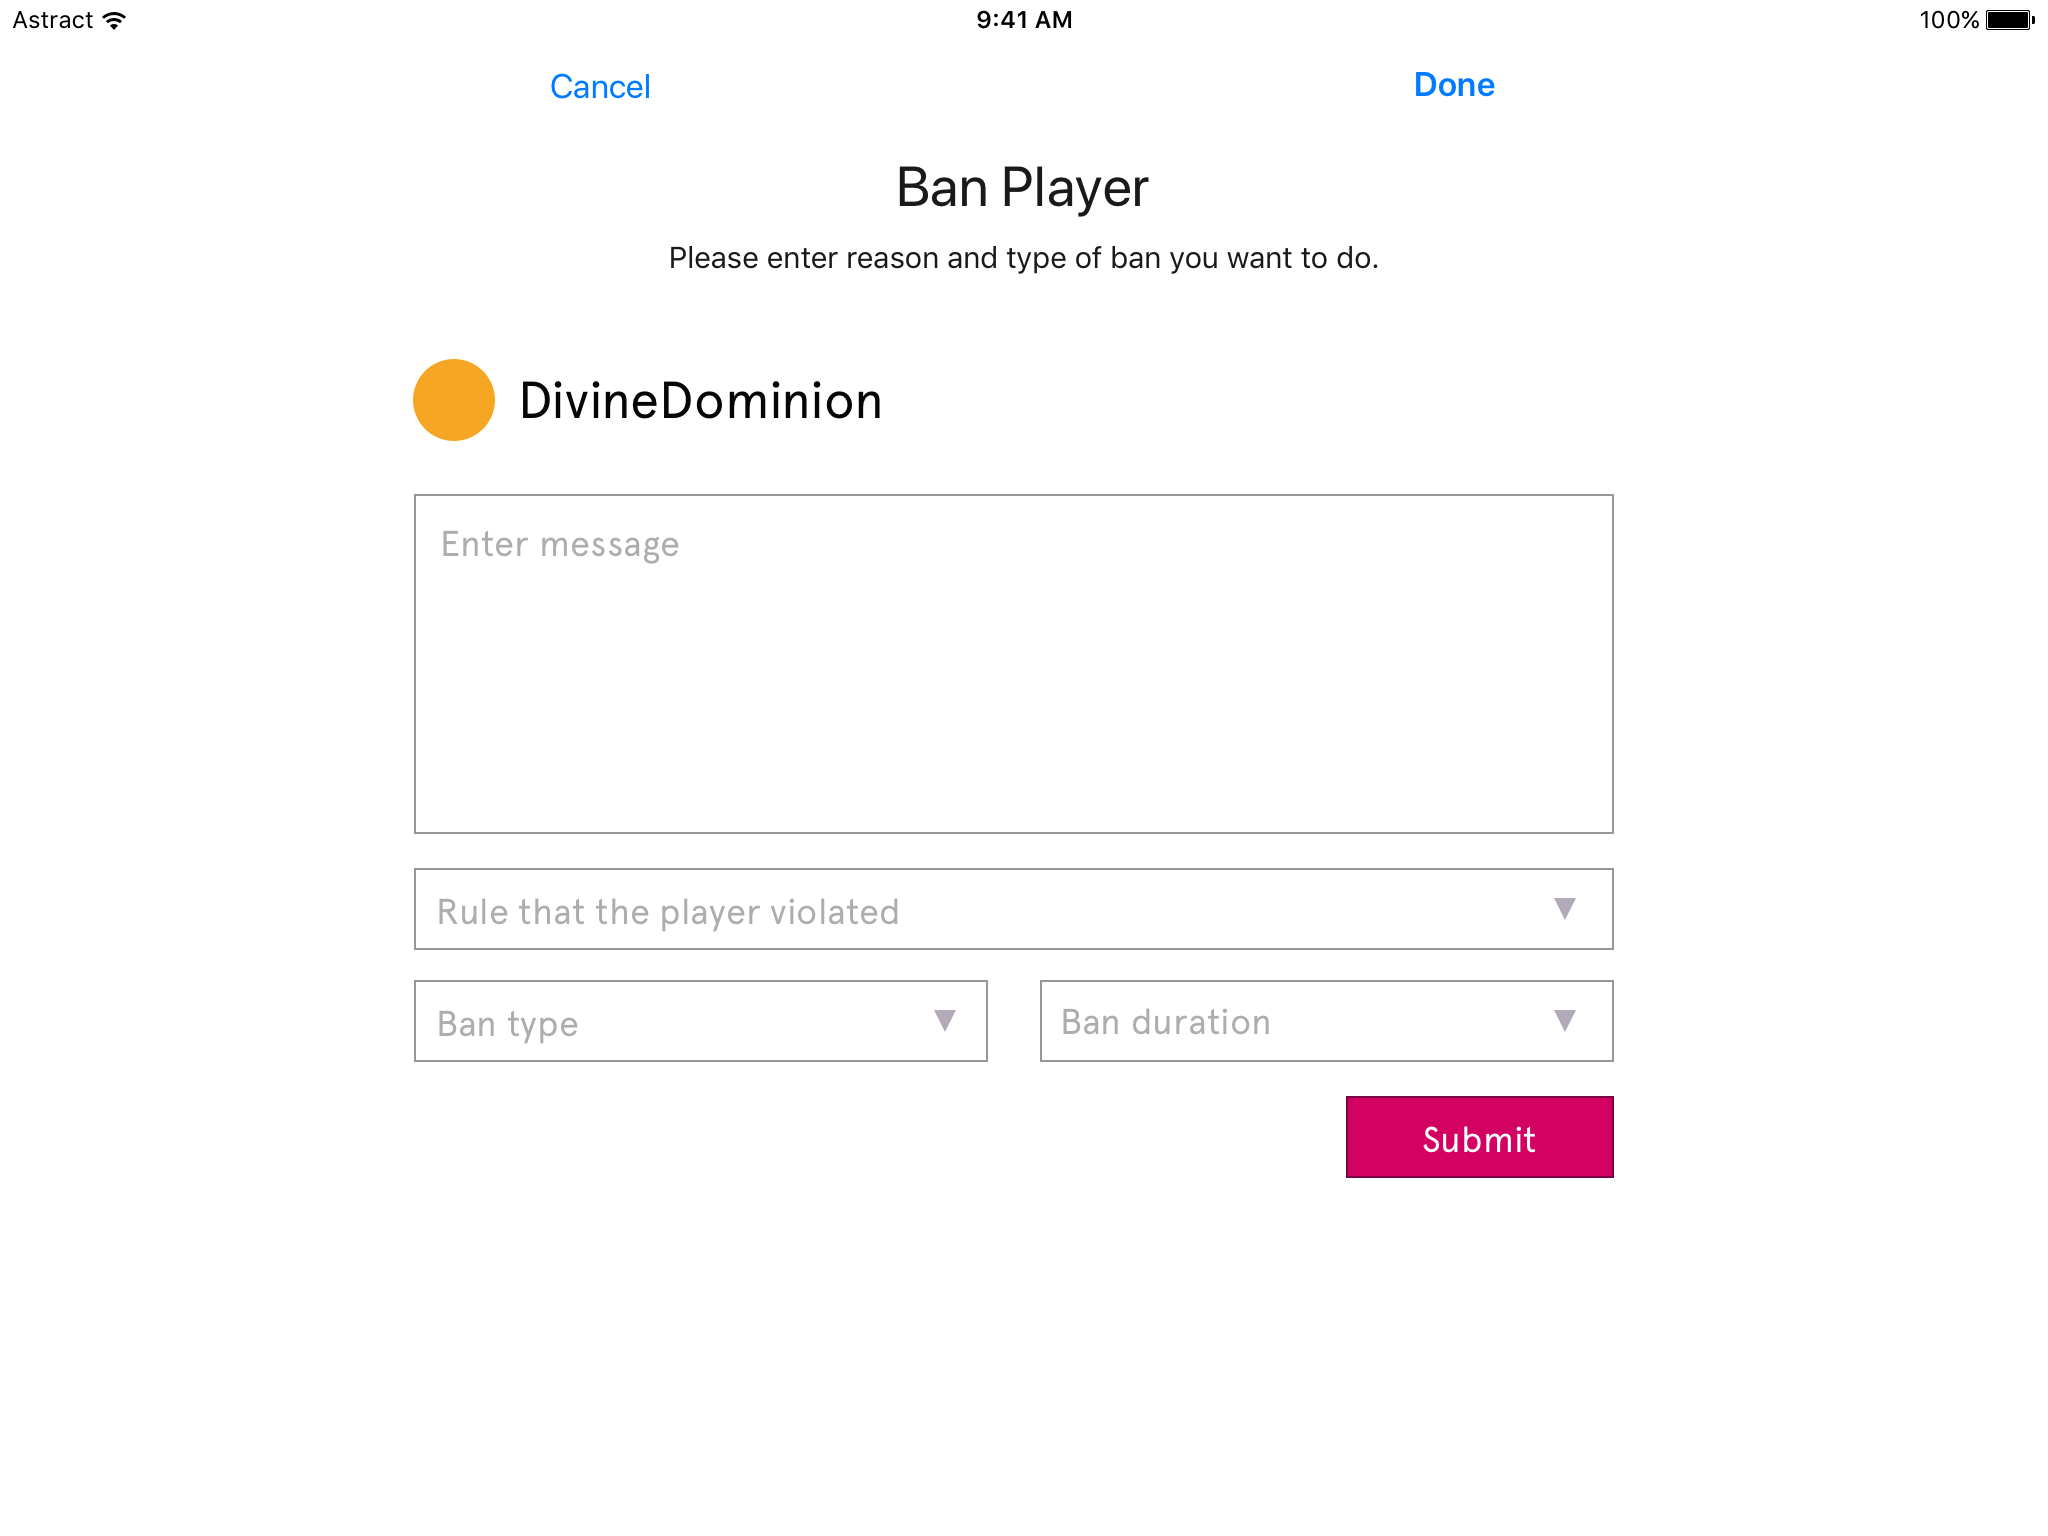 Astract
9:41 AM
100%
Cancel
Done
Ban Player
Please enter reason and type of ban you want to do.
DivineDominion
Enter message
Rule that the player violated
Ban type
Ban duration
Submit